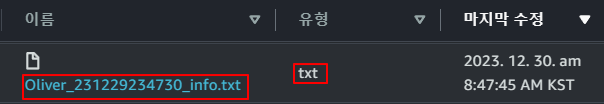 이름 유형 마지막 수정
Oliver_231229234730_info.txt
txt
2023. 12. 30. am
8:47:45 AM KST